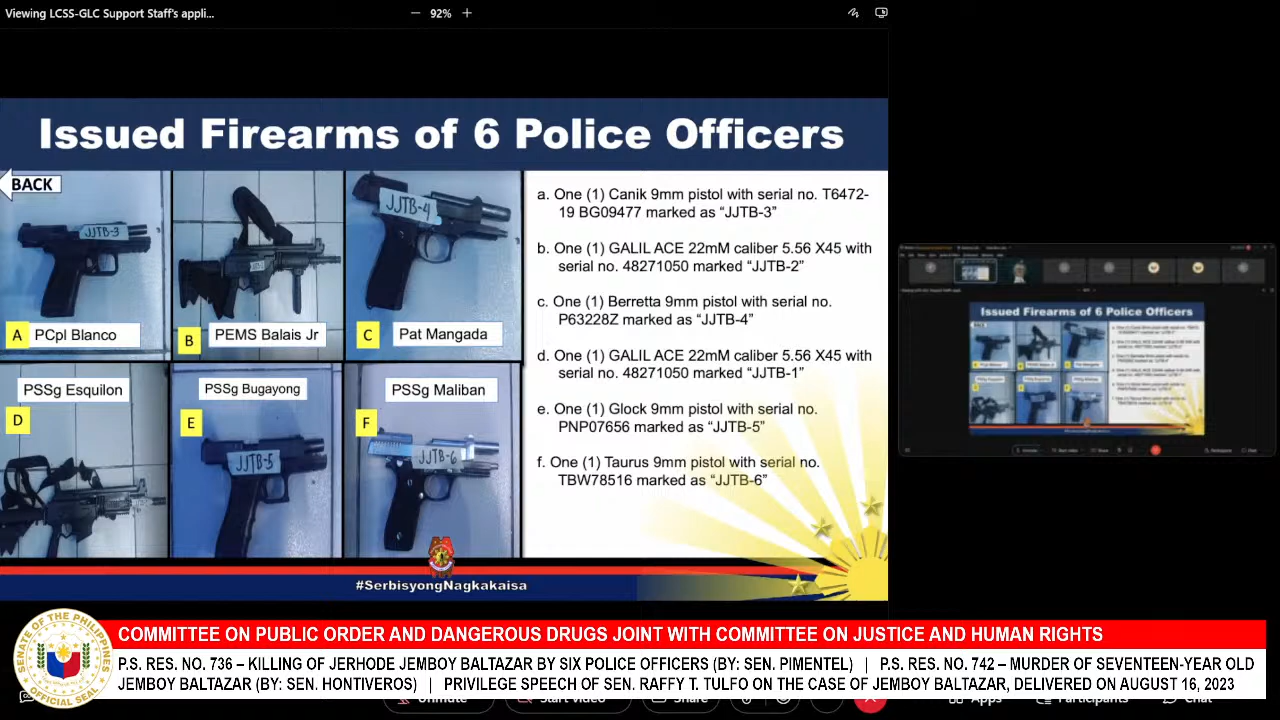 Viewing LCSS-GLC Support Staff's appli...
92%
Issued Firearms of 6 Police Officers
BACK
JJTB-3
A PCpl Blanco
B PEMS Balais Jr
JJTB-4
C Pat Mangada
PSSg Esquilon
D
PSSg Bugayong
E
JJTB-5
PSSg Maliban
F
JJTB-6
a. One (1) Canik 9mm pistol with serial no. T6472-
19 BG09477 marked as "JJTB-3"
b. One (1) GALIL ACE 22mM caliber 5.56 X45 with
serial no. 48271050 marked "JJTB-2"
c. One (1) Berretta 9mm pistol with serial no.
P63228Z marked as "JJTB-4"
d. One (1) GALIL ACE 22mM caliber 5.56 X45 with
serial no. 48271050 marked "JJTB-1"
e. One (1) Glock 9mm pistol with serial no.
PNP07656 marked as "JJTB-5"
f. One (1) Taurus 9mm pistol with serial no.
TBW78516 marked as "JJTB-6"
#SerbisyongNagkakaisa
Issued Firearms of 6 Police Officers
SENATE OF THE PHILIPPINES
OFFICIAL SEAL
COMMITTEE ON PUBLIC ORDER AND DANGEROUS DRUGS JOINT WITH COMMITTEE ON JUSTICE AND HUMAN RIGHTS
P.S. RES. NO. 736 – KILLING OF JERHODE JEMBOY BALTAZAR BY SIX POLICE OFFICERS (BY: SEN. PIMENTEL) | P.S. RES. NO. 742 – MURDER OF SEVENTEEN-YEAR OLD
JEMBOY BALTAZAR (BY: SEN. HONTIVEROS) | PRIVILEGE SPEECH OF SEN. RAFFY T. TULFO ON THE CASE OF JEMBOY BALTAZAR, DELIVERED ON AUGUST 16, 2023
Unmute
Start video
Share
Apps
Participants
Chat